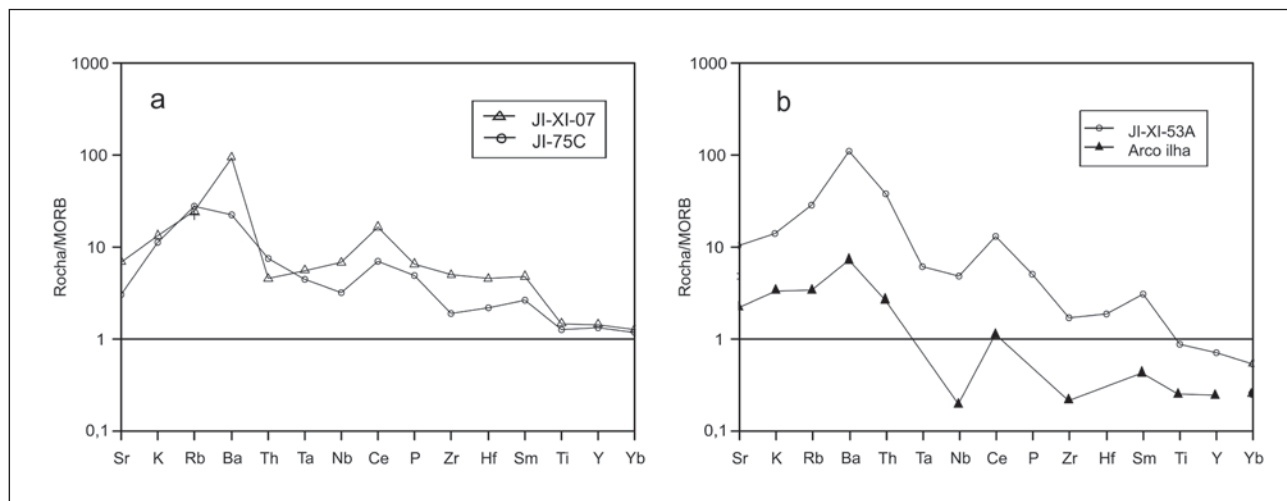 a
JI-XI-07
JI-75C
1000
100
10
1
0,1
Rocha/MORB
Sr K Rb Ba Th Ta Nb Ce P Zr Hf Sm Ti Y Yb
b
JI-XI-53A
Arco ilha
1000
100
10
1
0,1
Rocha/MORB
Sr K Rb Ba Th Ta Nb Ce P Zr Hf Sm Ti Y Yb